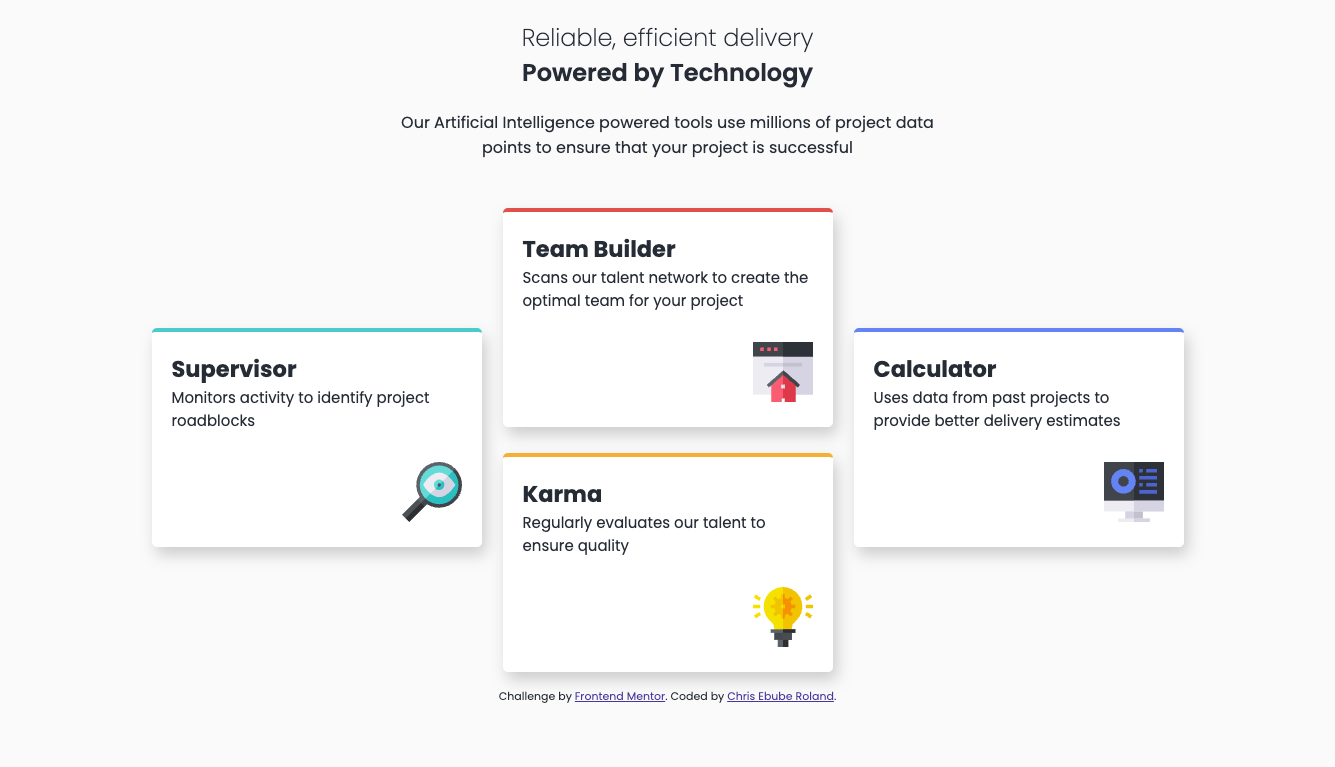 Reliable, efficient delivery
Powered by Technology
Our Artificial Intelligence powered tools use millions of project data
points to ensure that your project is successful
Team Builder
Scans our talent network to create the
optimal team for your project
Supervisor
Monitors activity to identify project
roadblocks
Calculator
Uses data from past projects to
provide better delivery estimates
Karma
Regularly evaluates our talent to
ensure quality
Challenge by Frontend Mentor. Coded by Chris Ebube Roland.